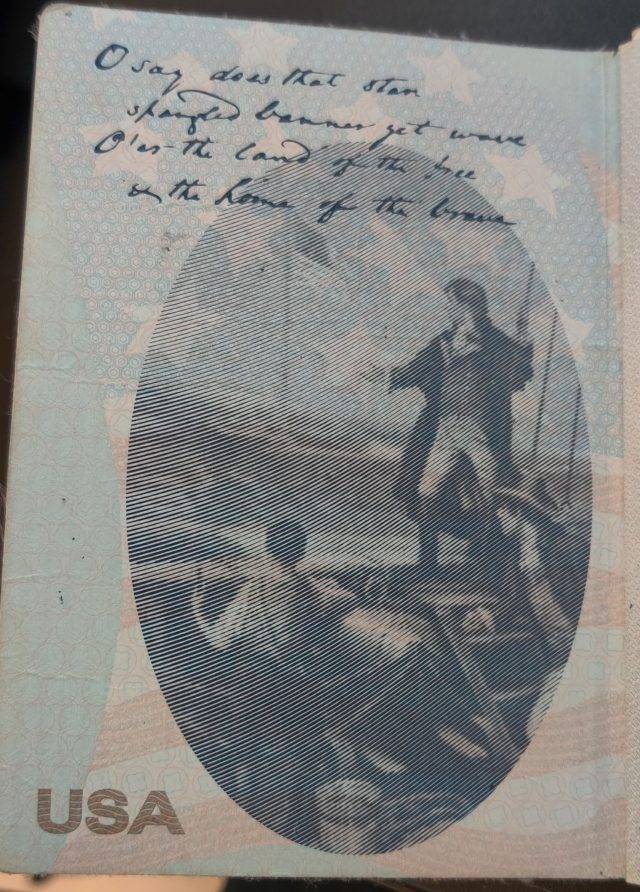 O say does that star
spangled banner yet wave
O'er the land of the free
& the home of the brave
USA